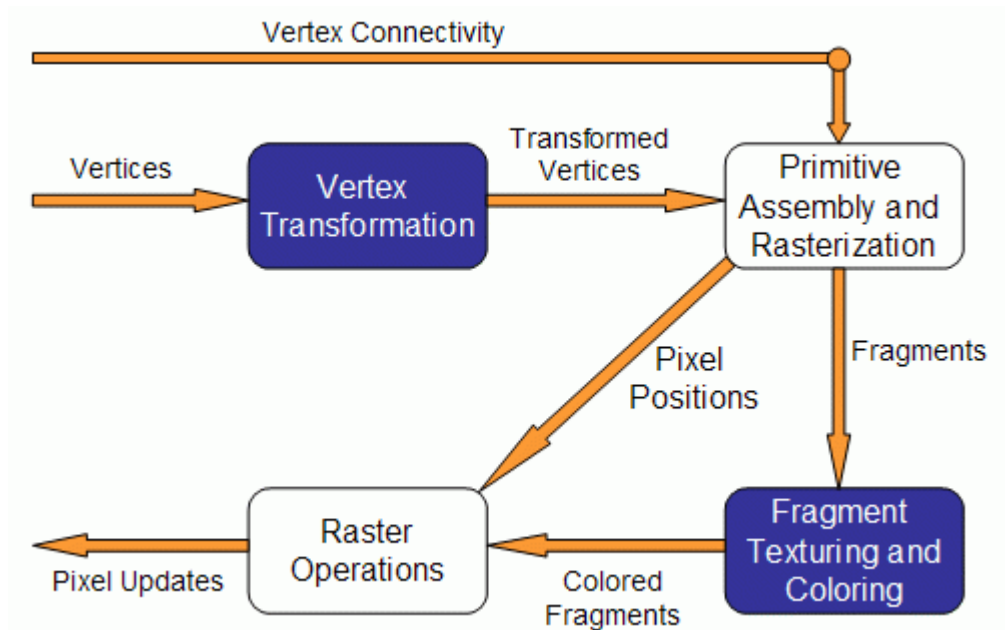 Vertex Connectivity
Vertices
Vertex
Transformation
Transformed
Vertices
Primitive
Assembly and
Rasterization
Pixel
Positions
Fragments
Fragment
Texturing and
Coloring
Colored
Fragments
Raster
Operations
Pixel Updates